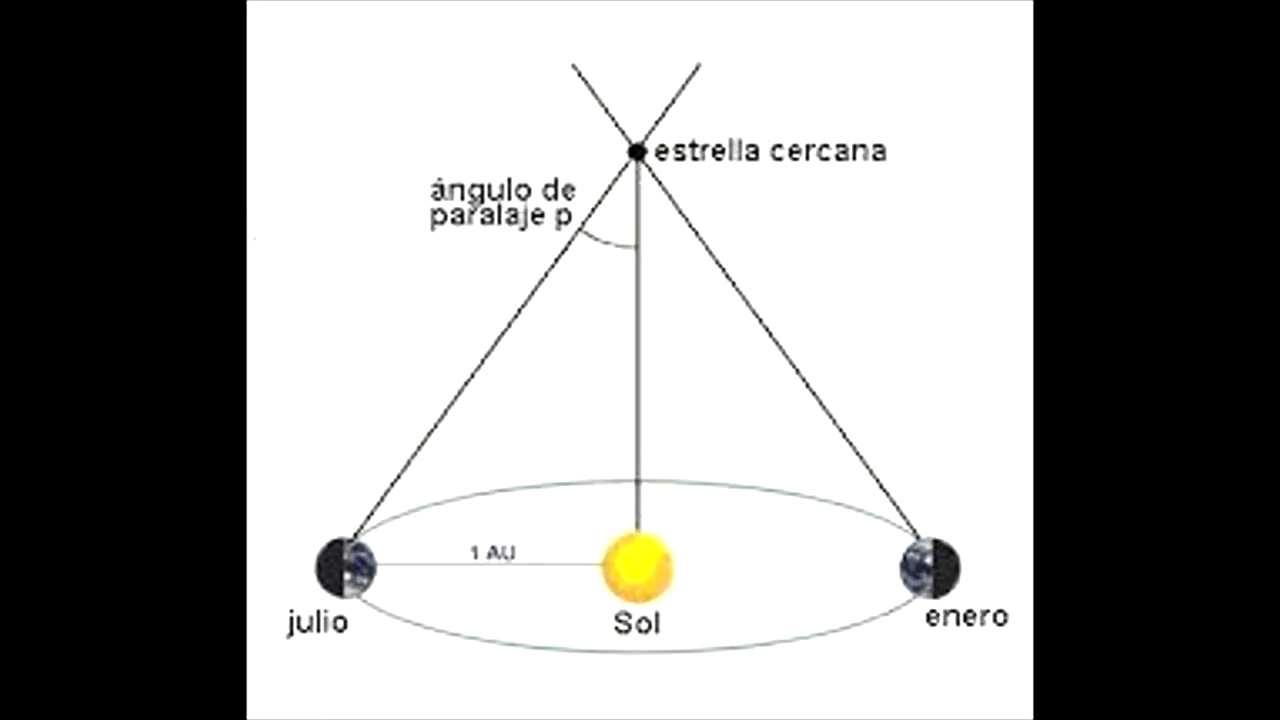 estrella cercana
ángulo de
paralaje p
1 AU
julio
Sol
enero